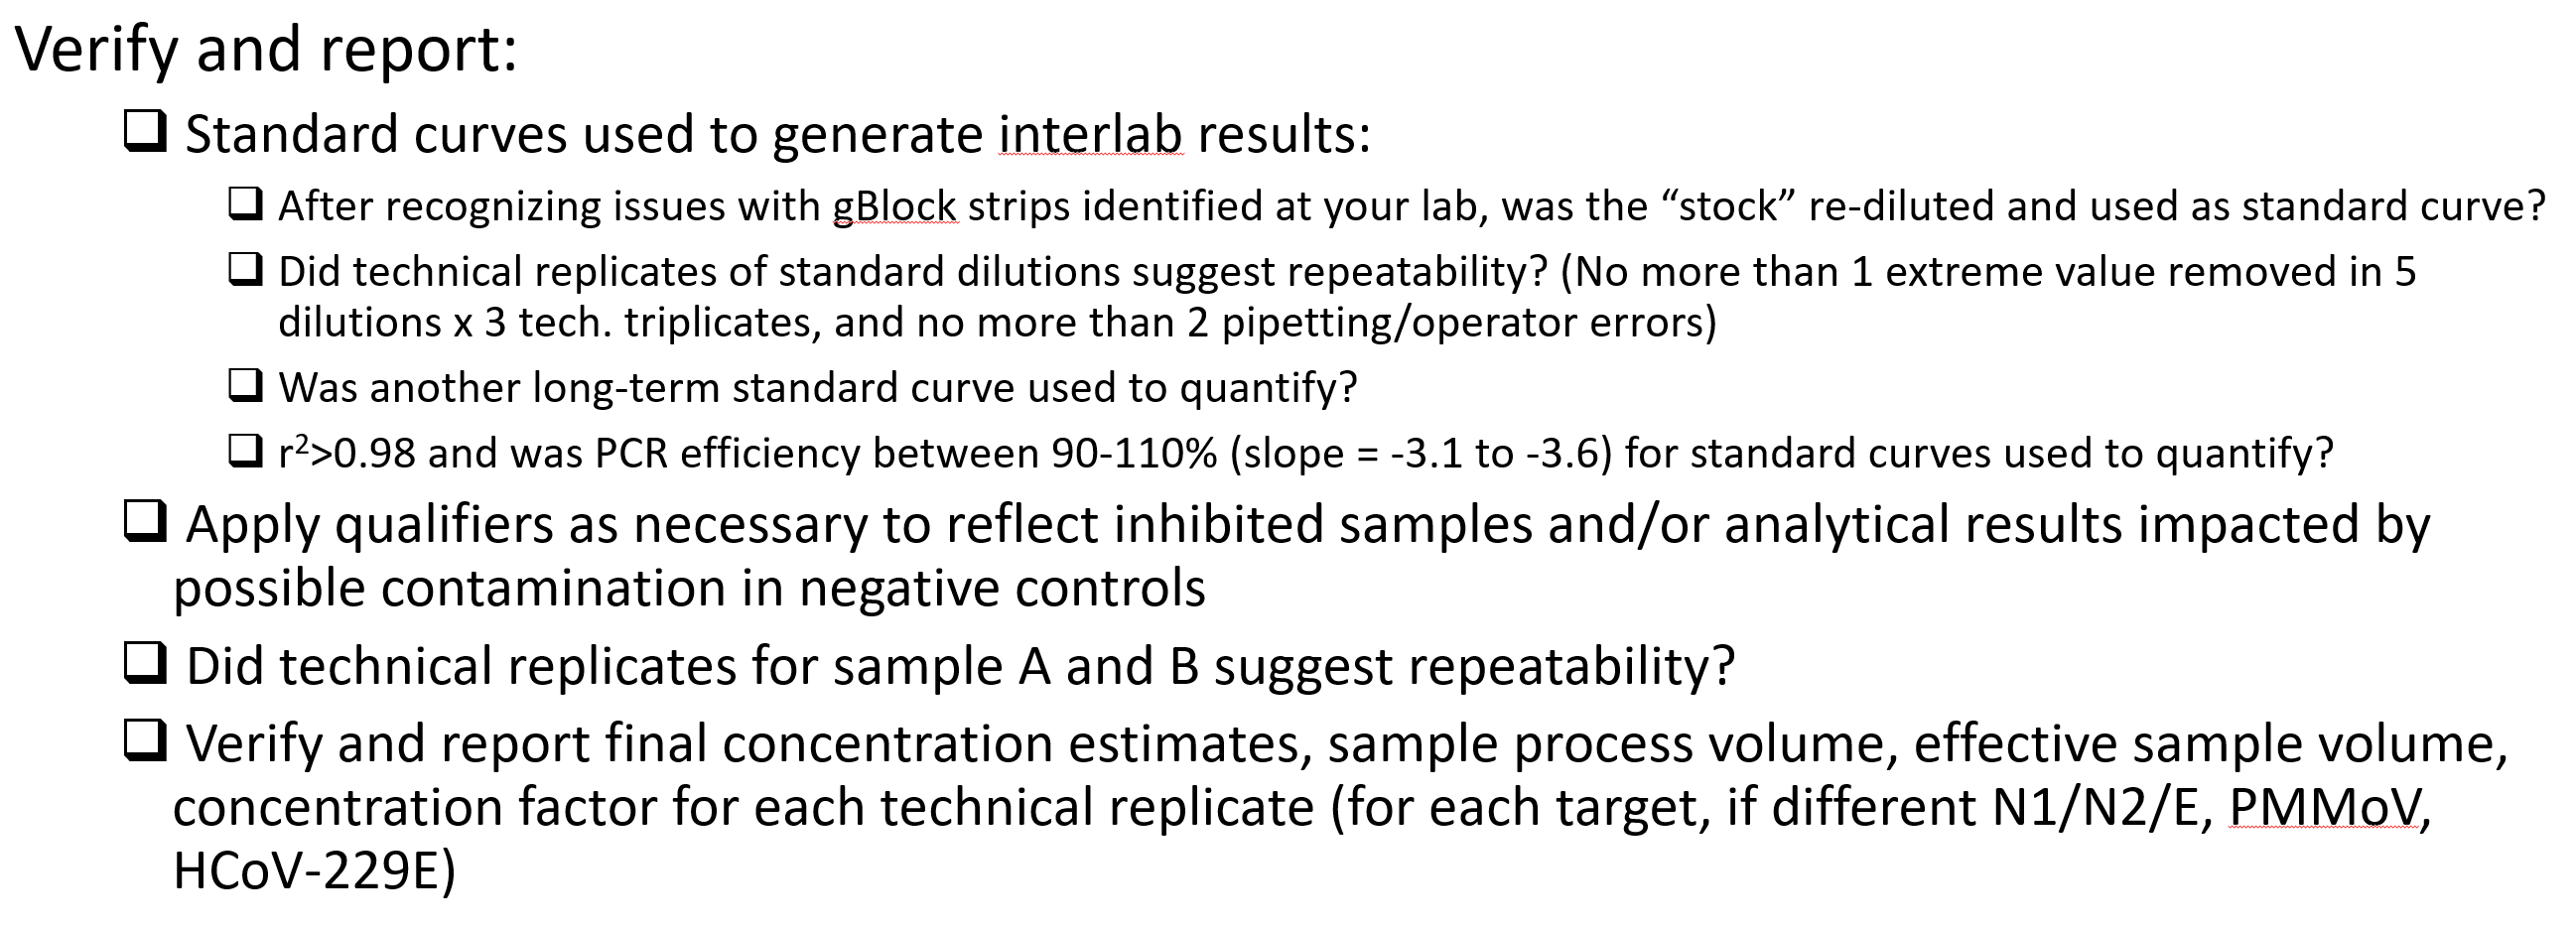 Verify and report:
❑ Standard curves used to generate interlab results:
❑ After recognizing issues with gBlock strips identified at your lab, was the “stock” re-diluted and used as standard curve?
❑ Did technical replicates of standard dilutions suggest repeatability? (No more than 1 extreme value removed in 5
dilutions x 3 tech. triplicates, and no more than 2 pipetting/operator errors)
❑ Was another long-term standard curve used to quantify?
❑ r²>0.98 and was PCR efficiency between 90-110% (slope = -3.1 to -3.6) for standard curves used to quantify?
❑ Apply qualifiers as necessary to reflect inhibited samples and/or analytical results impacted by
possible contamination in negative controls
❑ Did technical replicates for sample A and B suggest repeatability?
❑ Verify and report final concentration estimates, sample process volume, effective sample volume,
concentration factor for each technical replicate (for each target, if different N1/N2/E, PMMoV,
HCoV-229E)